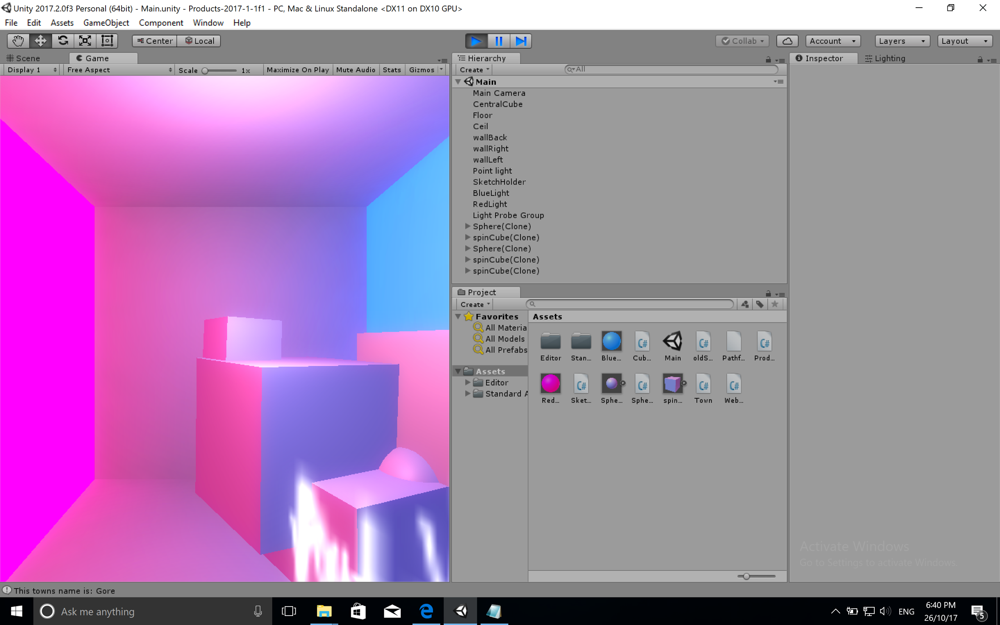 Unity 2017.2.0f3 Personal (64bit) - Main.unity - Products-2017-1-1f1 - PC, Mac & Linux Standalone <DX11 on DX10 GPU>
File Edit Assets GameObject Component Window Help
Center Local Collab Account Layers Layout
Scene Game
Display 1 Free Aspect Scale 1x Maximize On Play Mute Audio Stats Gizmos
Hierarchy
Create All
Main
Main Camera
CentralCube
Floor
Ceil
wallBack
wallRight
wallLeft
Point light
SketchHolder
BlueLight
RedLight
Light Probe Group
Sphere(Clone)
spinCube(Clone)
Sphere(Clone)
spinCube(Clone)
spinCube(Clone)
Project
Create
Favorites
All Materia
All Models
All Prefabs
Assets
Editor
Standard A
Assets
C# C# C#
Editor Stan... Blue... Cub... Main oldS... Pathf... Prod...
C# C# C# C#
Red... Sket... Sphe... Sphe... spin... Town Web...
Inspector Lighting
Activate Windows
Go to Settings to activate Windows.
This towns name is: Gore
Ask me anything
ENG
6:40 PM
26/10/17
5